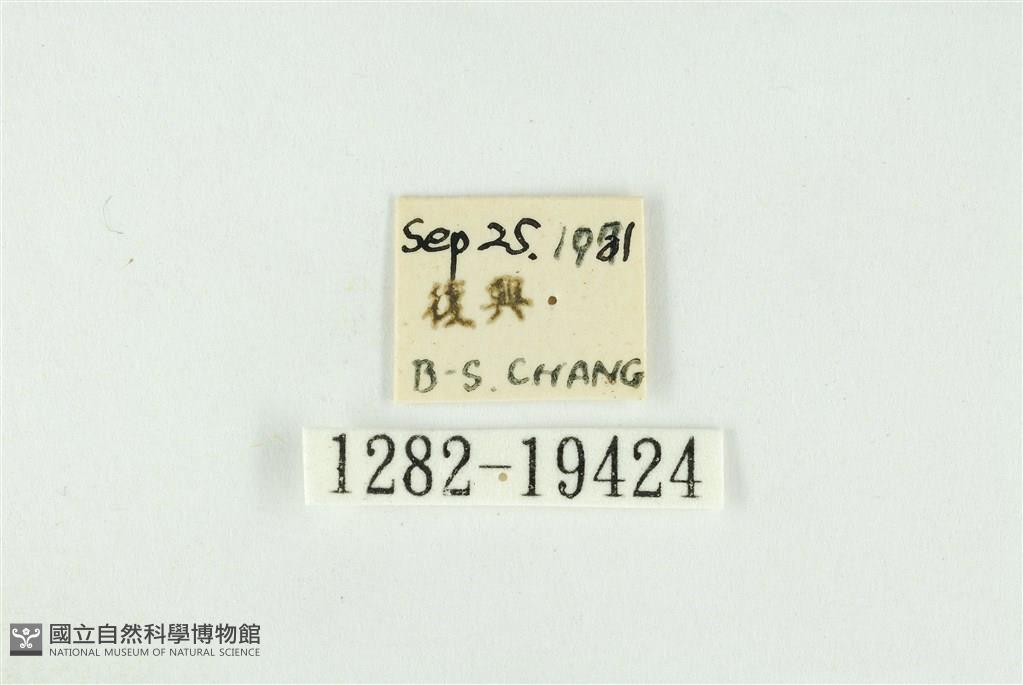 Sep 25. 1981
復興.
B-S. CHANG
1282-19424
國立自然科學博物館
NATIONAL MUSEUM OF NATURAL SCIENCE